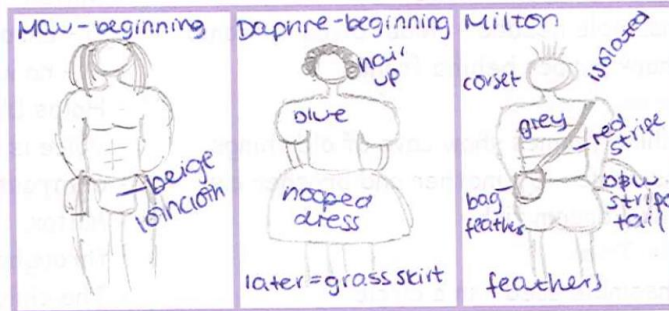 Mau-beginning
beige
loincloth
Daphne-beginning
hair
up
blue
hooped
dress
later=grass skirt
Milton
corset
isolated
grey
red
stripe
bag
feather
b&w
stripe
tail
feathers